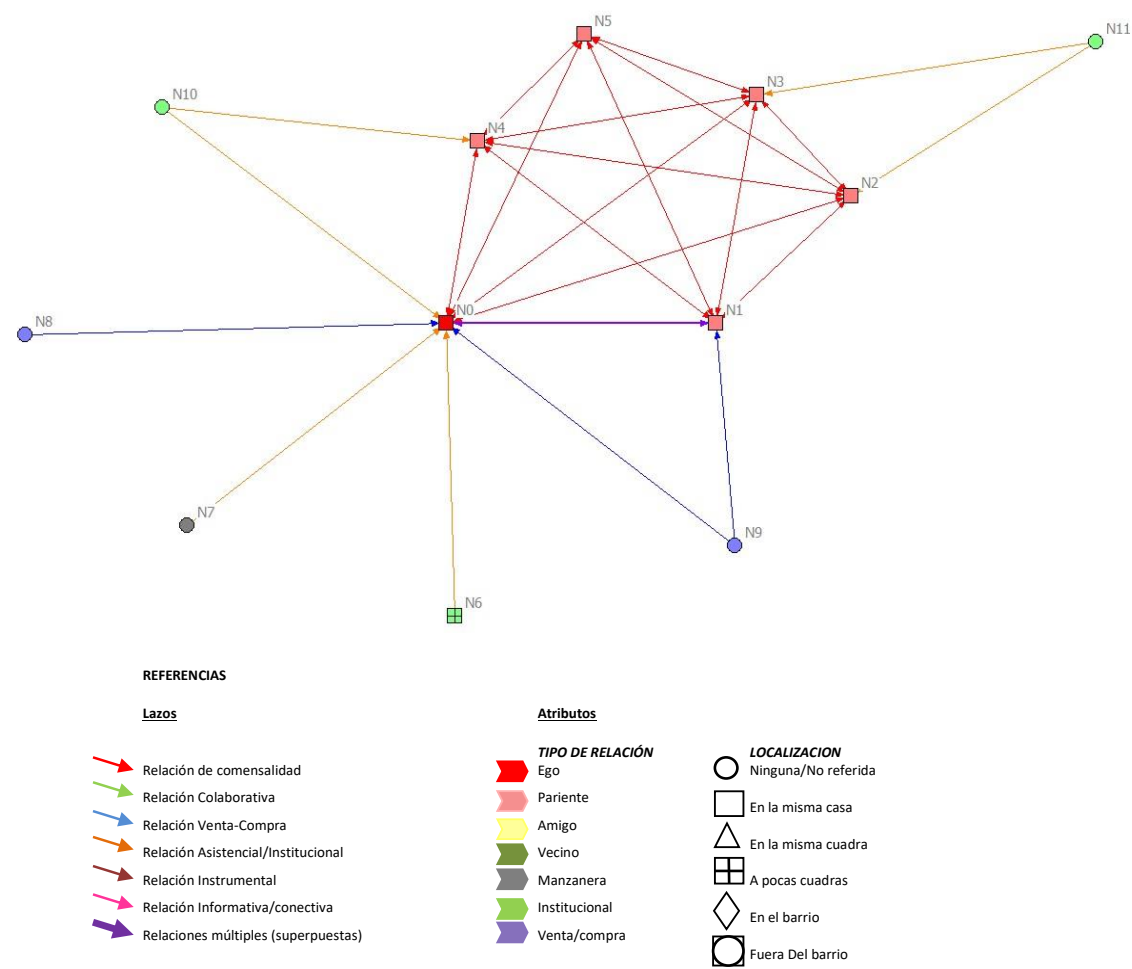 N5
N11
N3
N10
N4
N2
N0
N1
N8
N7
N9
N6
REFERENCIAS
Lazos
Relación de comensalidad
Relación Colaborativa
Relación Venta-Compra
Relación Asistencial/Institucional
Relación Instrumental
Relación Informativa/conectiva
Relaciones múltiples (superpuestas)
Atributos
TIPO DE RELACIÓN
Ego
Pariente
Amigo
Vecino
Manzanera
Institucional
Venta/compra
LOCALIZACION
Ninguna/No referida
En la misma casa
En la misma cuadra
A pocas cuadras
En el barrio
Fuera Del barrio